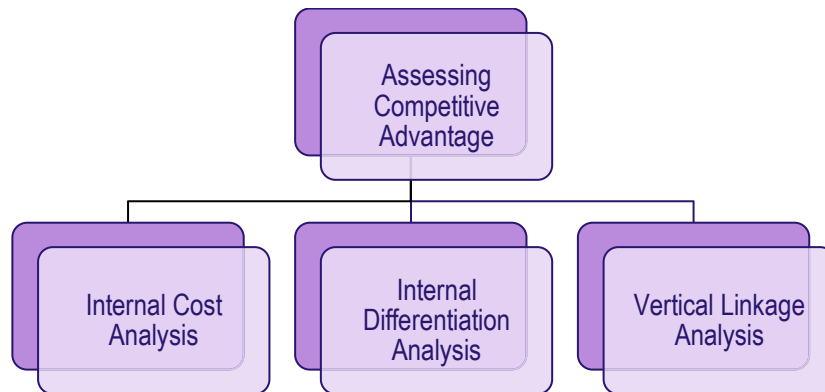 Assessing
Competitive
Advantage
Internal Cost
Analysis
Internal
Differentiation
Analysis
Vertical Linkage
Analysis